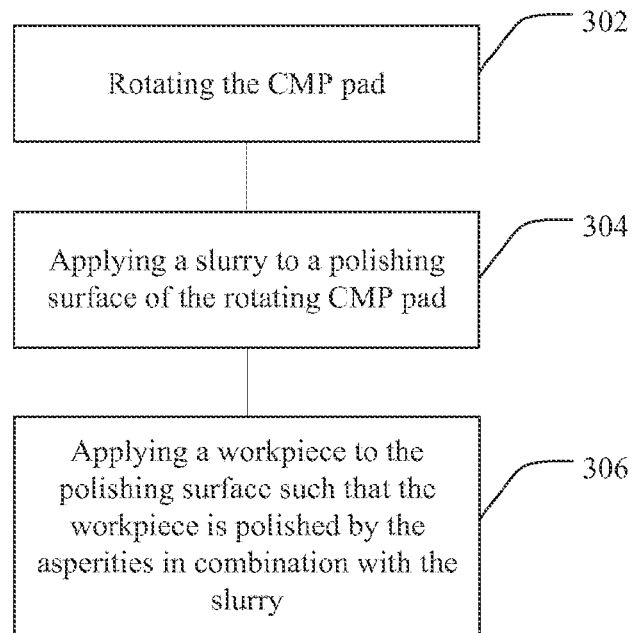 302
Rotating the CMP pad
304
Applying a slurry to a polishing
surface of the rotating CMP pad
306
Applying a workpiece to the
polishing surface such that the
workpiece is polished by the
asperities in combination with the
slurry